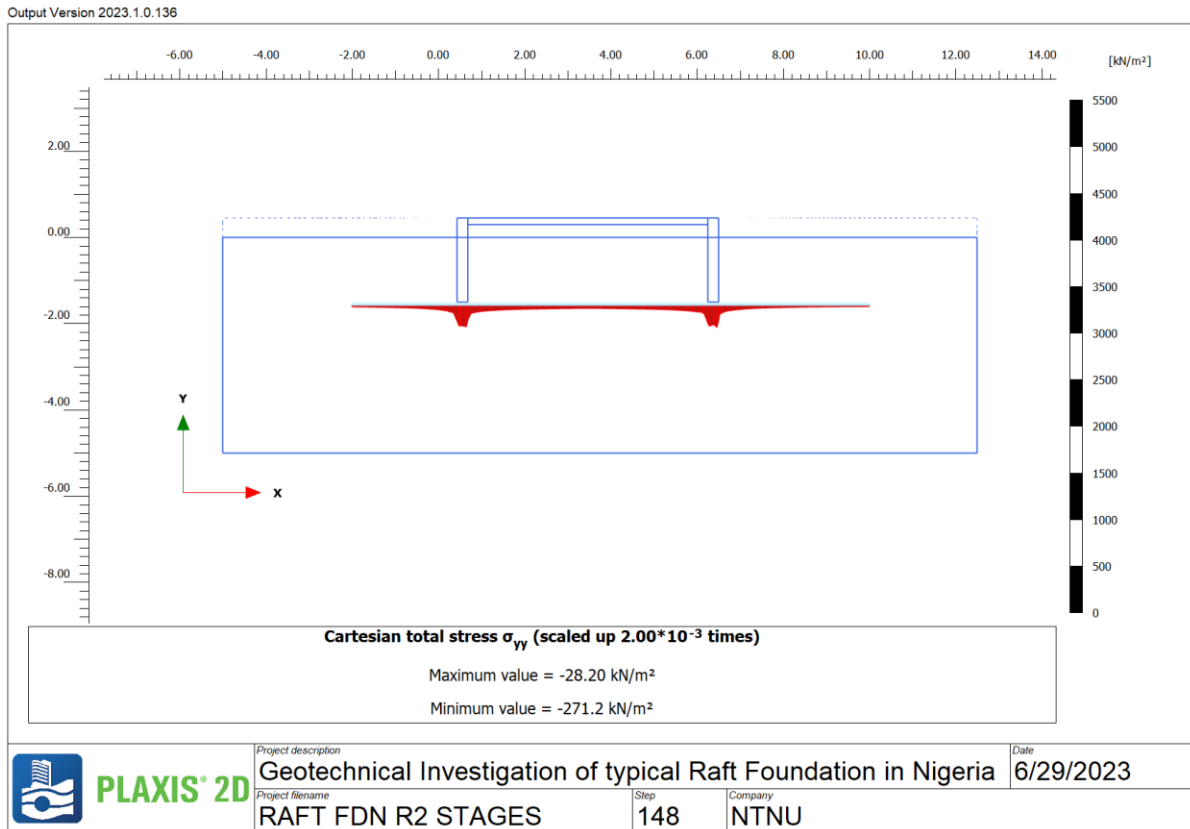 Output Version 2023.1.0.136
-6.00 -4.00 -2.00 0.00 2.00 4.00 6.00 8.00 10.00 12.00 14.00
[kN/m²]
5500
5000
4500
4000
3500
3000
2500
2000
1500
1000
500
0
2.00
0.00
-2.00
-4.00
-6.00
-8.00
Y
X
Cartesian total stress σyy (scaled up 2.00*10⁻³ times)
Maximum value = -28.20 kN/m²
Minimum value = -271.2 kN/m²
PLAXIS® 2D
Project description
Geotechnical Investigation of typical Raft Foundation in Nigeria
Date
6/29/2023
Project filename
RAFT FDN R2 STAGES
Step
148
Company
NTNU